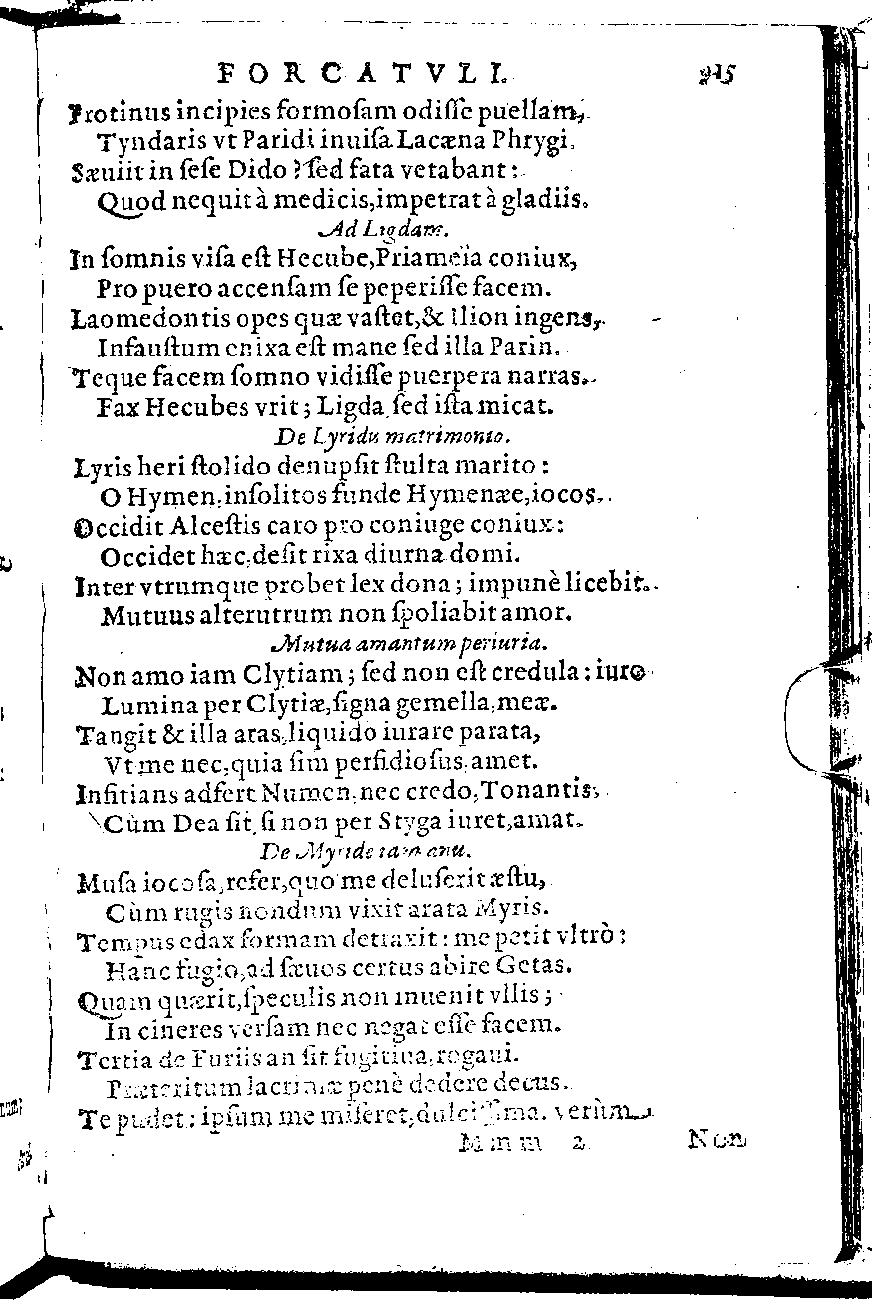 FORCATVLI. 915
Protinus incipies formoſam odiſſe puellam,
Tyndaris vt Paridi inuiſa Lacæna Phrygi.
Sæuiit in ſeſe Dido? ſed fata vetabant:
Quod nequit à medicis, impetrat à gladiis.
Ad Ligdam.
In ſomnis viſa eſt Hecube, Priameïa coniux,
Pro puero accenſam ſe peperiſſe facem.
Laomedontis opes quæ vaſtet, & Ilion ingens,
Infauſtum enixa eſt mane ſed illa Parin.
Teque facem ſomno vidiſſe puerpera narras.
Fax Hecubes vrit; Ligda ſed iſta micat.
De Lyridis matrimonio.
Lyris heri ſtolido denupſit ſtulta marito:
O Hymen, inſolitos funde Hymenæe, iocos.
Occidit Alceſtis caro pro coniuge coniux:
Occidet hæc, deſit rixa diurna domi.
Inter vtrumque probet lex dona; impunè licebit.
Mutuus alterutrum non ſpoliabit amor.
Mutua amantum periuria.
Non amo iam Clytiam; ſed non eſt credula: iuro
Lumina per Clytiæ, ſigna gemella, meæ.
Tangit & illa aras, liquido iurare parata,
Vt me nec, quia ſim perfidioſus, amet.
Inſitians adfert Numen, nec credo, Tonantis,
Cùm Dea ſit, ſi non per Styga iuret, amat.
De Myride iam anu.
Muſa iocoſa, refer, quo me deluſerit æſtu,
Cùm rugis nondum vixit arata Myris.
Tempus edax formam detraxit: me petit vltrò:
Hanc fugio, ad ſæuos certus abire Getas.
Quam quærit, ſpeculis non inuenit vllis;
In cineres verſam nec negat eſſe facem.
Tertia de Furiis an ſit fugitiua, rogaui.
Præteritum lacrimæ penè dedere decus.
Te pudet: ipſum me miſeret, dulciſſima. verùm
Mmm 2 Non